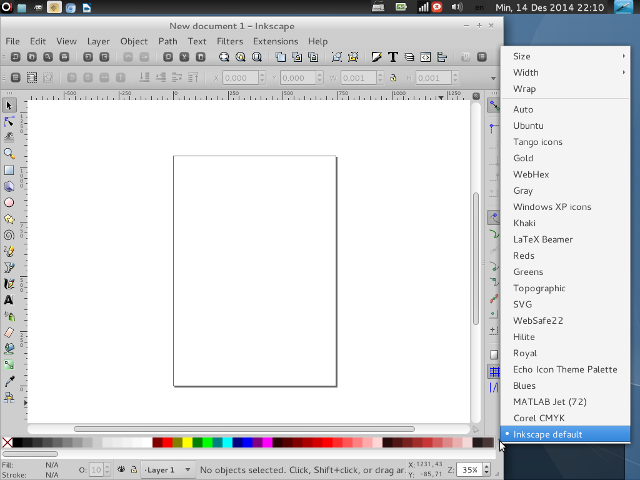 en Min, 14 Des 2014 22:10
New document 1 - Inkscape
File Edit View Layer Object Path Text Filters Extensions Help
X: 0,000 Y: 0,000 W: 0,001 H: 0,001
-500 -250 0 250 500 750 1000 1250
Size
Width
Wrap
Auto
Ubuntu
Tango icons
Gold
WebHex
Gray
Windows XP icons
Khaki
LaTeX Beamer
Reds
Greens
Topographic
SVG
WebSafe22
Hilite
Royal
Echo Icon Theme Palette
Blues
MATLAB Jet (72)
Corel CMYK
Inkscape default
Fill: N/A
Stroke: N/A
O: 10
-Layer 1
No objects selected. Click, Shift+click, or drag ar
X: 1231,43
Y: -85,71
Z: 35%